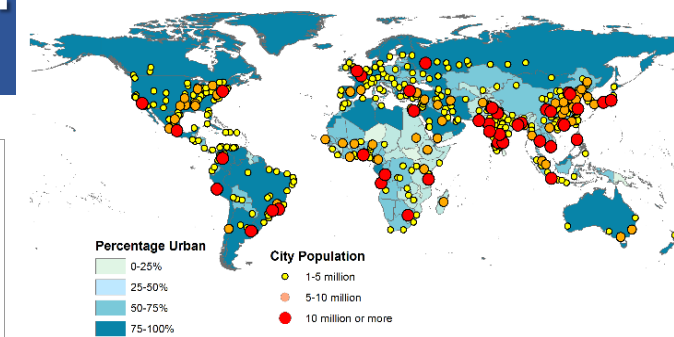 Percentage Urban
0-25%
25-50%
50-75%
75-100%
City Population
1-5 million
5-10 million
10 million or more